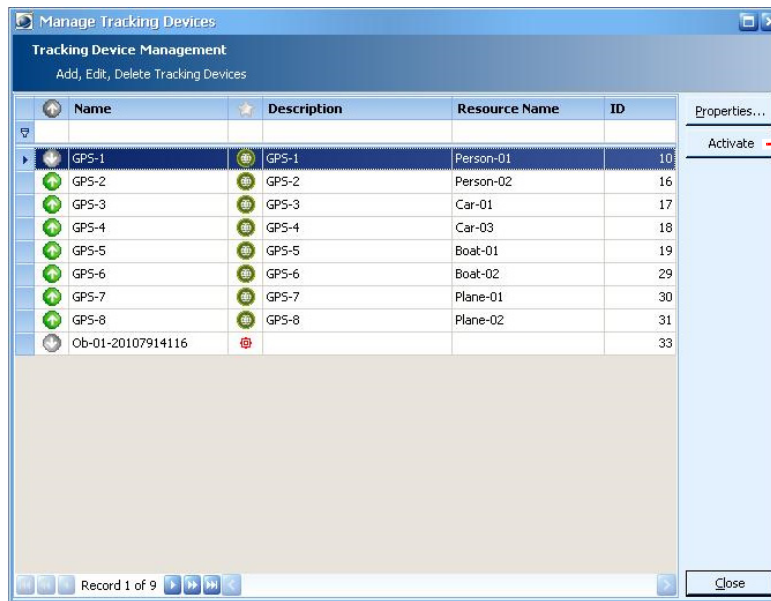 Manage Tracking Devices
Tracking Device Management
Add, Edit, Delete Tracking Devices
Name Description Resource Name ID
Properties...
Activate
GPS-1 GPS-1 Person-01 10
GPS-2 GPS-2 Person-02 16
GPS-3 GPS-3 Car-01 17
GPS-4 GPS-4 Car-03 18
GPS-5 GPS-5 Boat-01 19
GPS-6 GPS-6 Boat-02 29
GPS-7 GPS-7 Plane-01 30
GPS-8 GPS-8 Plane-02 31
Ob-01-20107914116 33
Record 1 of 9
Close